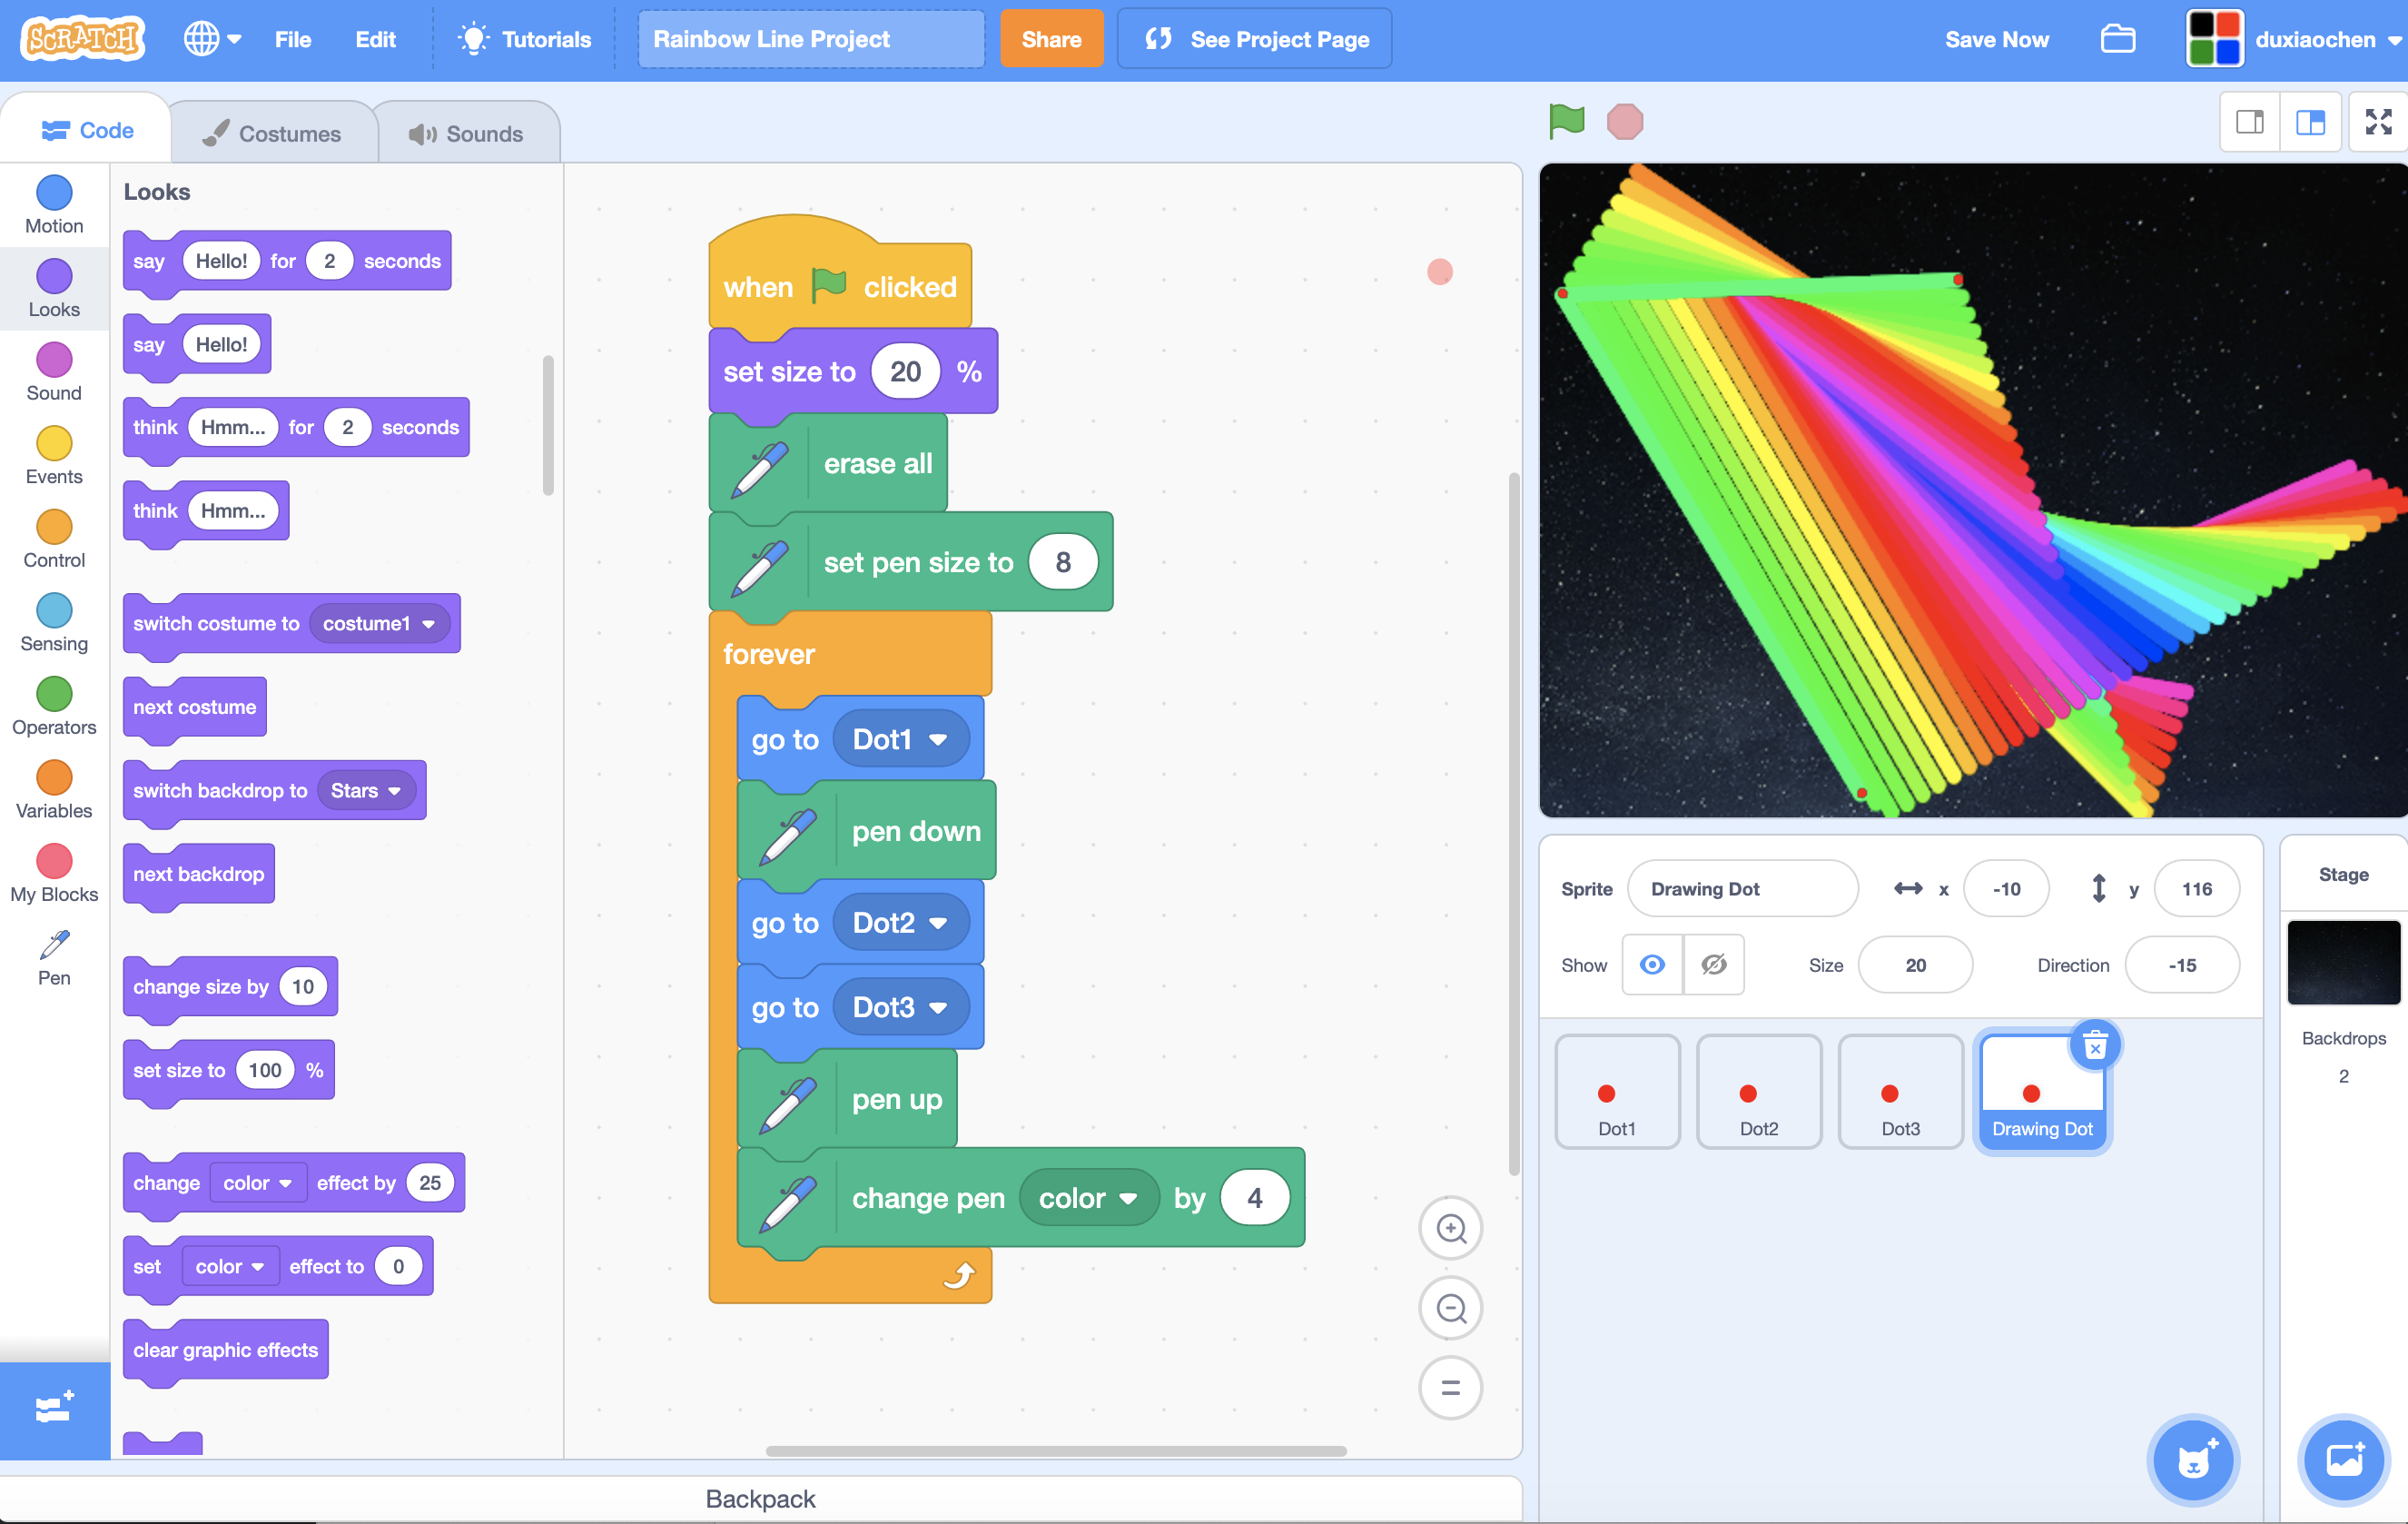 SCRATCH File Edit Tutorials Rainbow Line Project Share See Project Page Save Now duxiaochen
Code Costumes Sounds
Motion
Looks
Sound
Events
Control
Sensing
Operators
Variables
My Blocks
Pen
Looks
say Hello! for 2 seconds
say Hello!
think Hmm... for 2 seconds
think Hmm...
switch costume to costume1
next costume
switch backdrop to Stars
next backdrop
change size by 10
set size to 100 %
change color effect by 25
set color effect to 0
clear graphic effects
when clicked
set size to 20 %
erase all
set pen size to 8
forever
go to Dot1
pen down
go to Dot2
go to Dot3
pen up
change pen color by 4
Backpack
Sprite Drawing Dot x -10 y 116
Show Size 20 Direction -15
Dot1 Dot2 Dot3 Drawing Dot
Stage
Backdrops
2